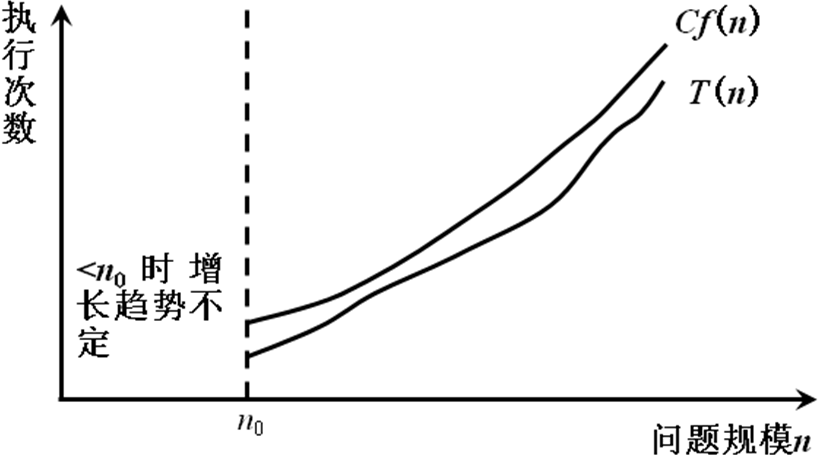 执行次数
Cf(n)
T(n)
<n₀ 时 增
长趋势不
定
n₀
问题规模n